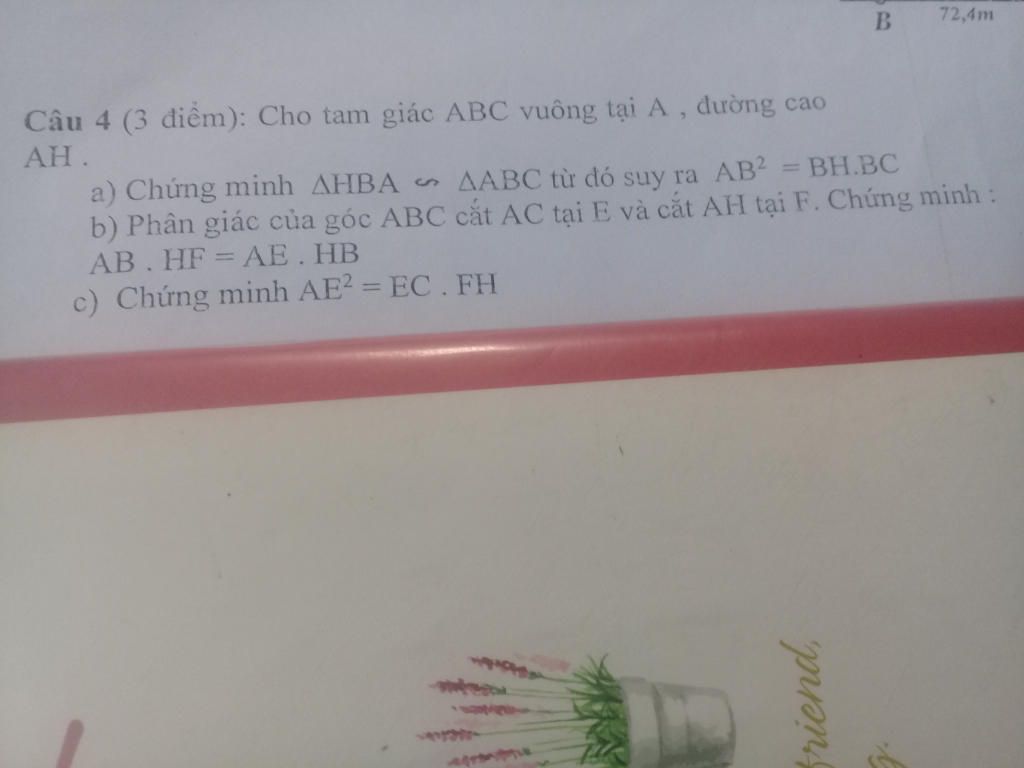 B 72,4m
Câu 4 (3 điểm): Cho tam giác ABC vuông tại A , đường cao
AH .
a) Chứng minh ΔHBA ∽ ΔABC từ đó suy ra AB² = BH.BC
b) Phân giác của góc ABC cắt AC tại E và cắt AH tại F. Chứng minh :
AB . HF = AE . HB
c) Chứng minh AE² = EC . FH
friend,